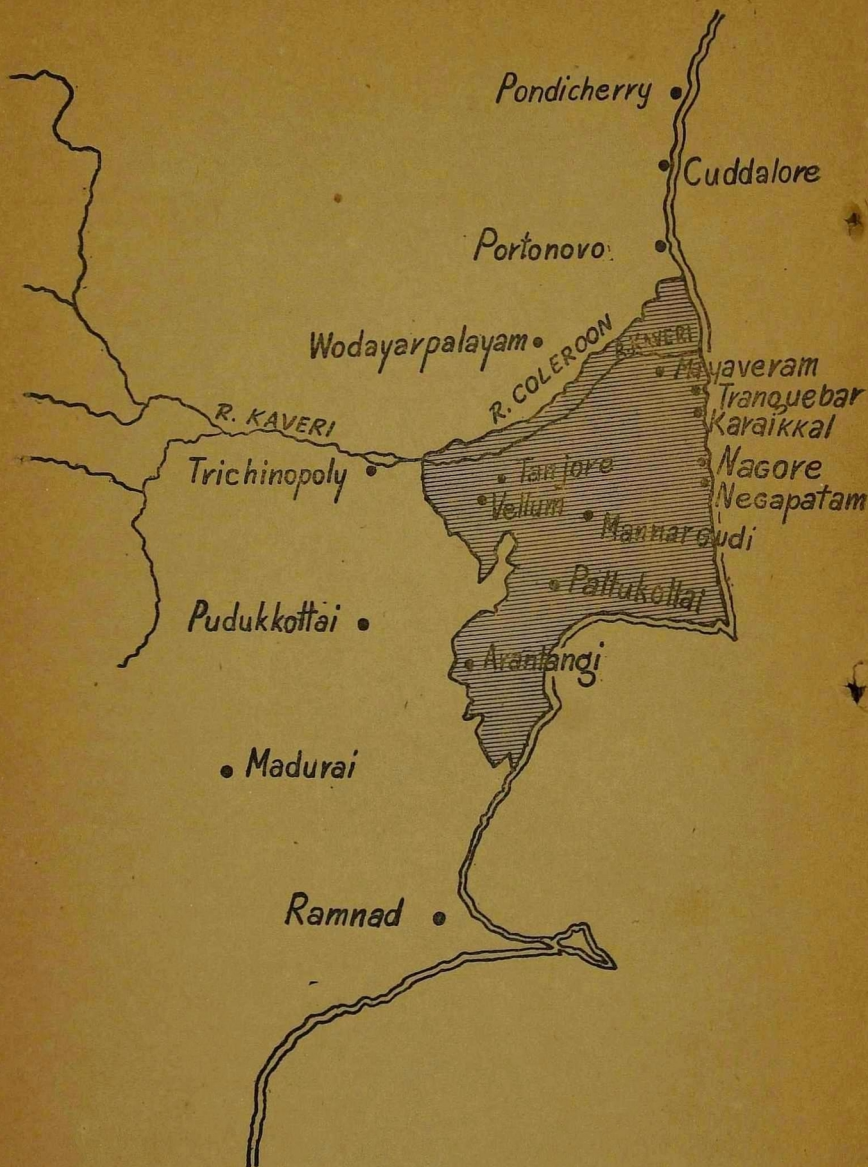 Pondicherry
Cuddalore
Portonovo
Wodayarpalayam
R. COLEROON
R. KAVERI
Mayaveram
Tranquebar
Karaikkal
R. KAVERI
Trichinopoly
Tanjore
Nagore
Vellum
Negapatam
Mannargudi
Pattukottai
Pudukkottai
Arantangi
Madurai
Ramnad